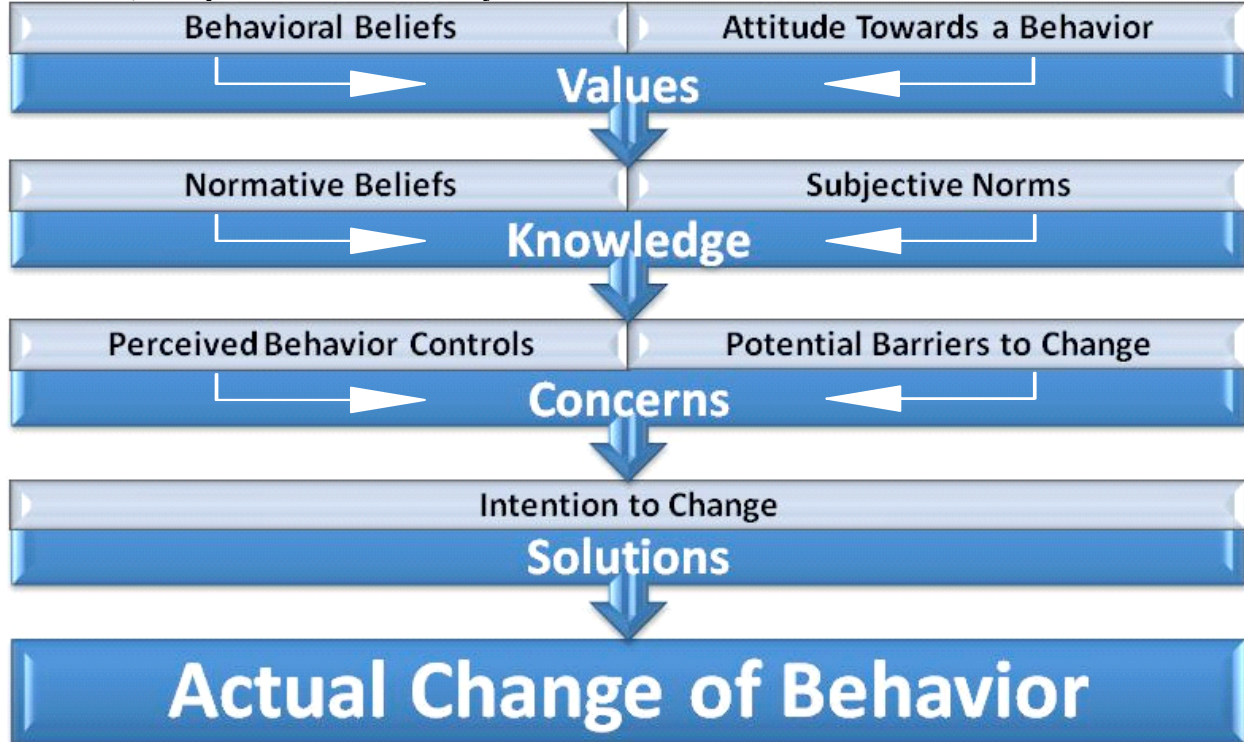 Behavioral Beliefs
Attitude Towards a Behavior
Values
Normative Beliefs
Subjective Norms
Knowledge
Perceived Behavior Controls
Potential Barriers to Change
Concerns
Intention to Change
Solutions
Actual Change of Behavior